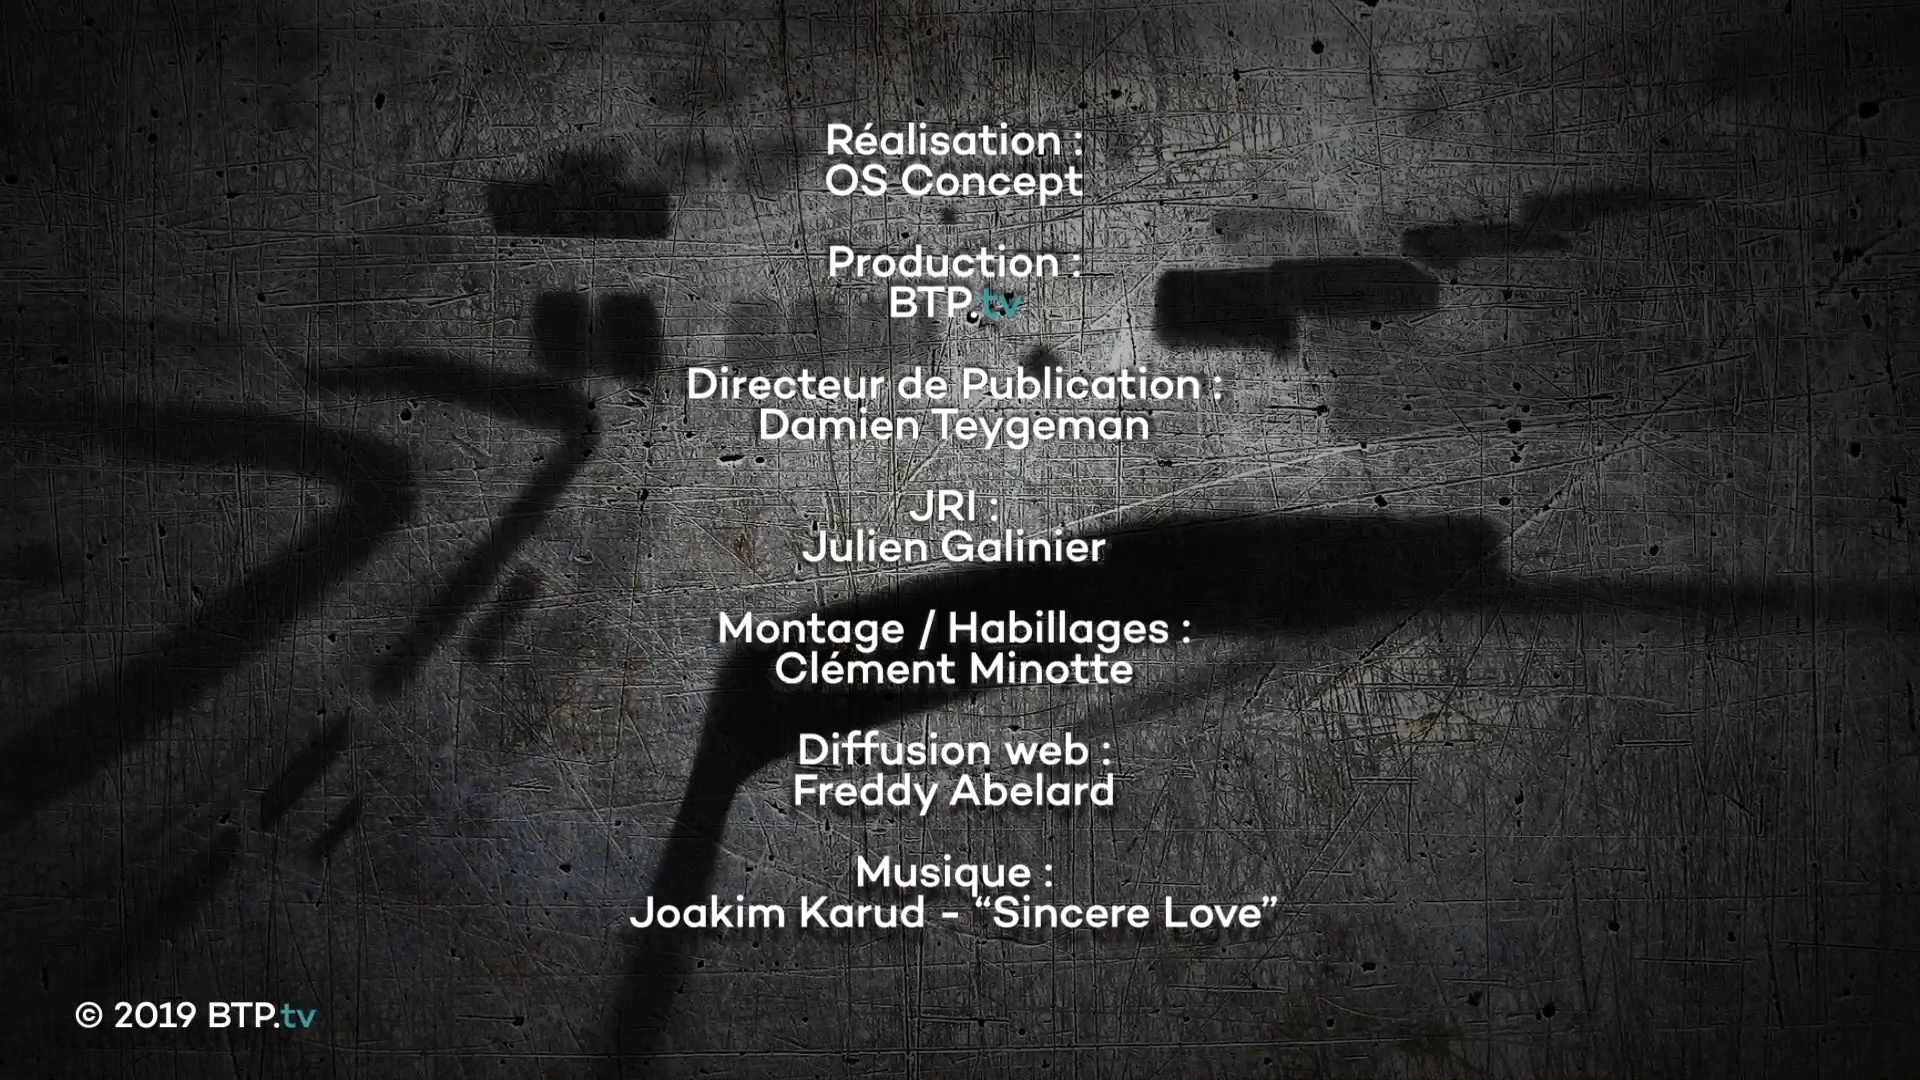 Réalisation :
OS Concept
Production :
BTP.tv
Directeur de Publication :
Damien Teygeman
JRI :
Julien Galinier
Montage / Habillages :
Clément Minotte
Diffusion web :
Freddy Abelard
Musique :
Joakim Karud - “Sincere Love”
© 2019 BTP.tv